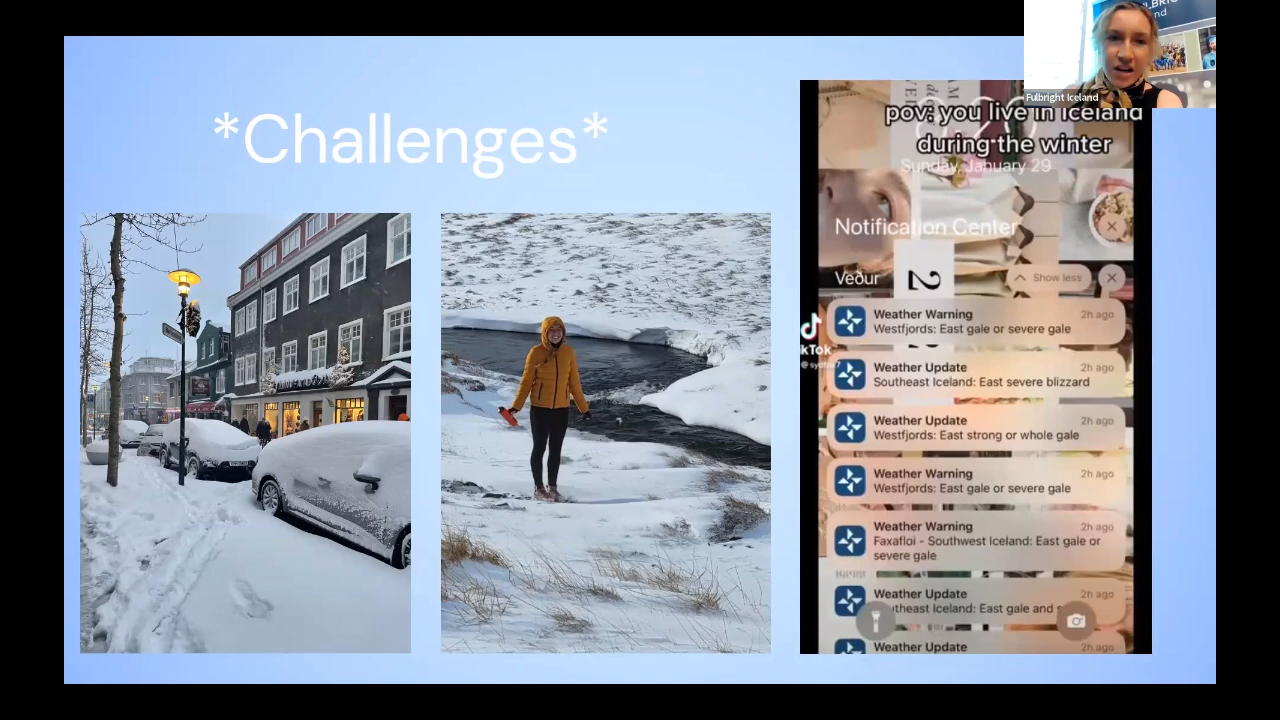 *Challenges*
Fulbright Iceland
pov: you live in Iceland
during the winter
Sunday, January 29
Notification Center
Veður
Show less
Weather Warning
2h ago
Westfjords: East gale or severe gale
Weather Update
2h ago
Southeast Iceland: East severe blizzard
Weather Update
2h ago
Westfjords: East strong or whole gale
Weather Warning
2h ago
Westfjords: East gale or severe gale
Weather Warning
2h ago
Faxafloi - Southwest Iceland: East gale or
severe gale
Weather Update
2h ago
Iceland: East gale and
Weather Update
2h ago
kTok
2